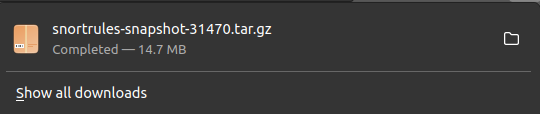 snortrules-snapshot-31470.tar.gz
Completed — 14.7 MB
Show all downloads